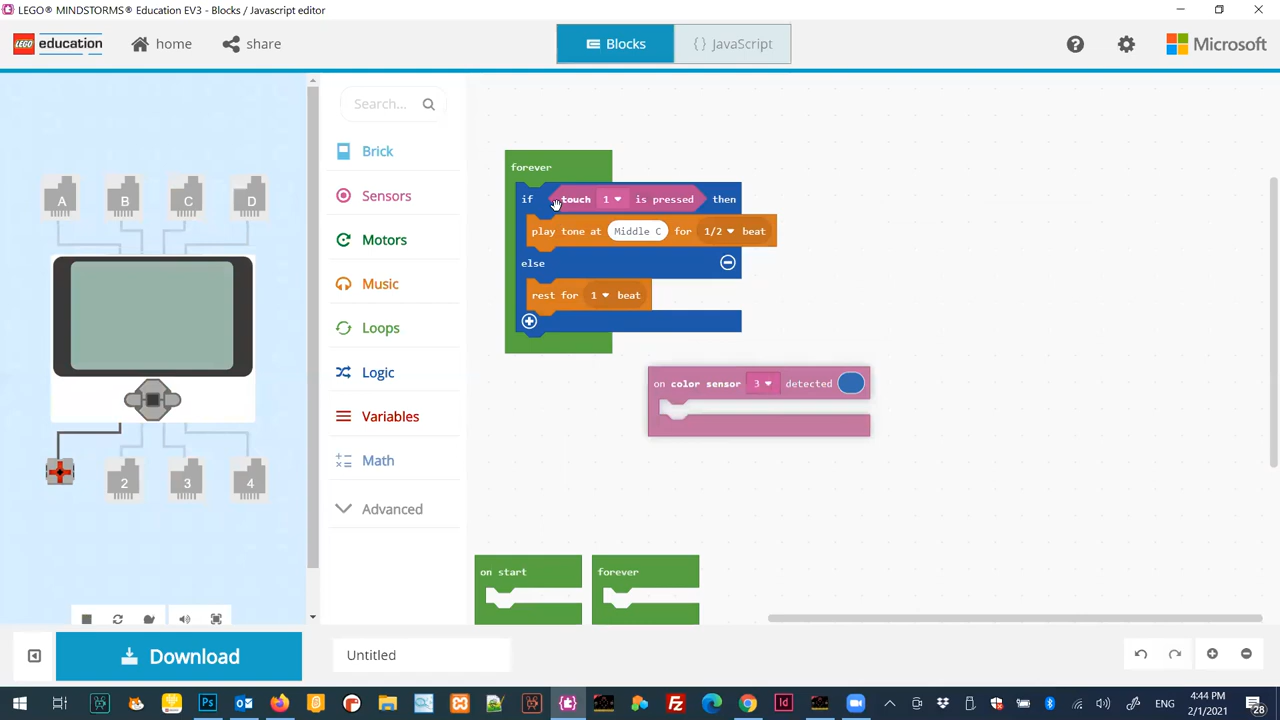 LEGO® MINDSTORMS® Education EV3 - Blocks / Javascript editor
LEGO education home share Blocks { } JavaScript ? Microsoft
Search...
Brick
Sensors
Motors
Music
Loops
Logic
Variables
Math
Advanced
A B C D
2 3 4
forever
if touch 1 is pressed then
play tone at Middle C for 1/2 beat
else
rest for 1 beat
on color sensor 3 detected
on start
forever
Download
Untitled
4:44 PM
ENG
2/1/2021
28